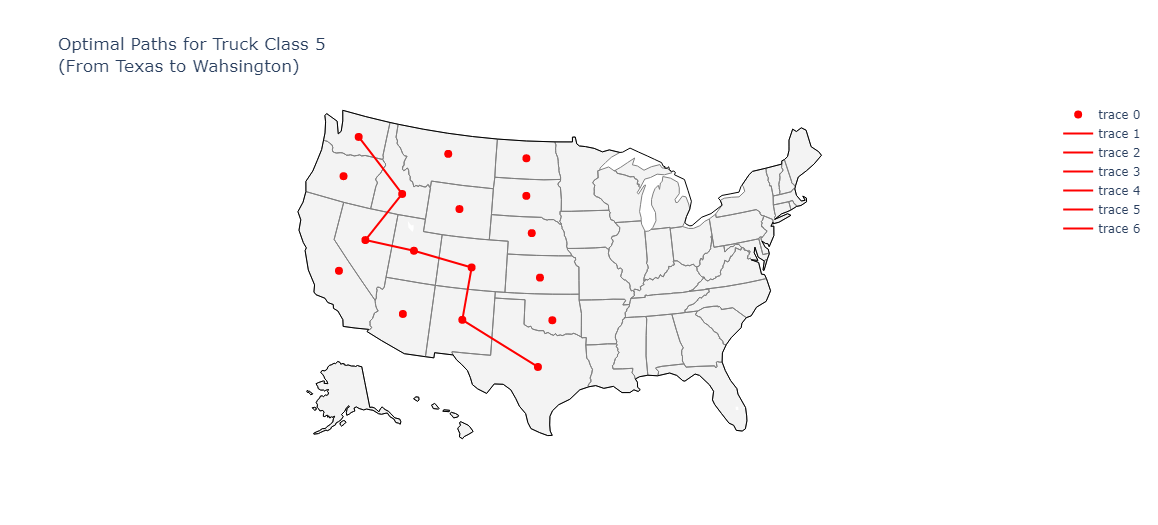 Optimal Paths for Truck Class 5
(From Texas to Wahsington)
trace 0
trace 1
trace 2
trace 3
trace 4
trace 5
trace 6